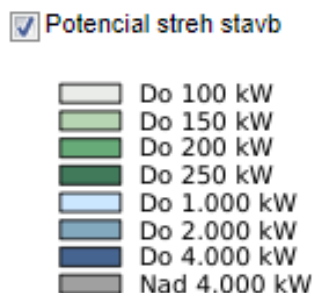 Potencial streh stavb
Do 100 kW
Do 150 kW
Do 200 kW
Do 250 kW
Do 1.000 kW
Do 2.000 kW
Do 4.000 kW
Nad 4.000 kW